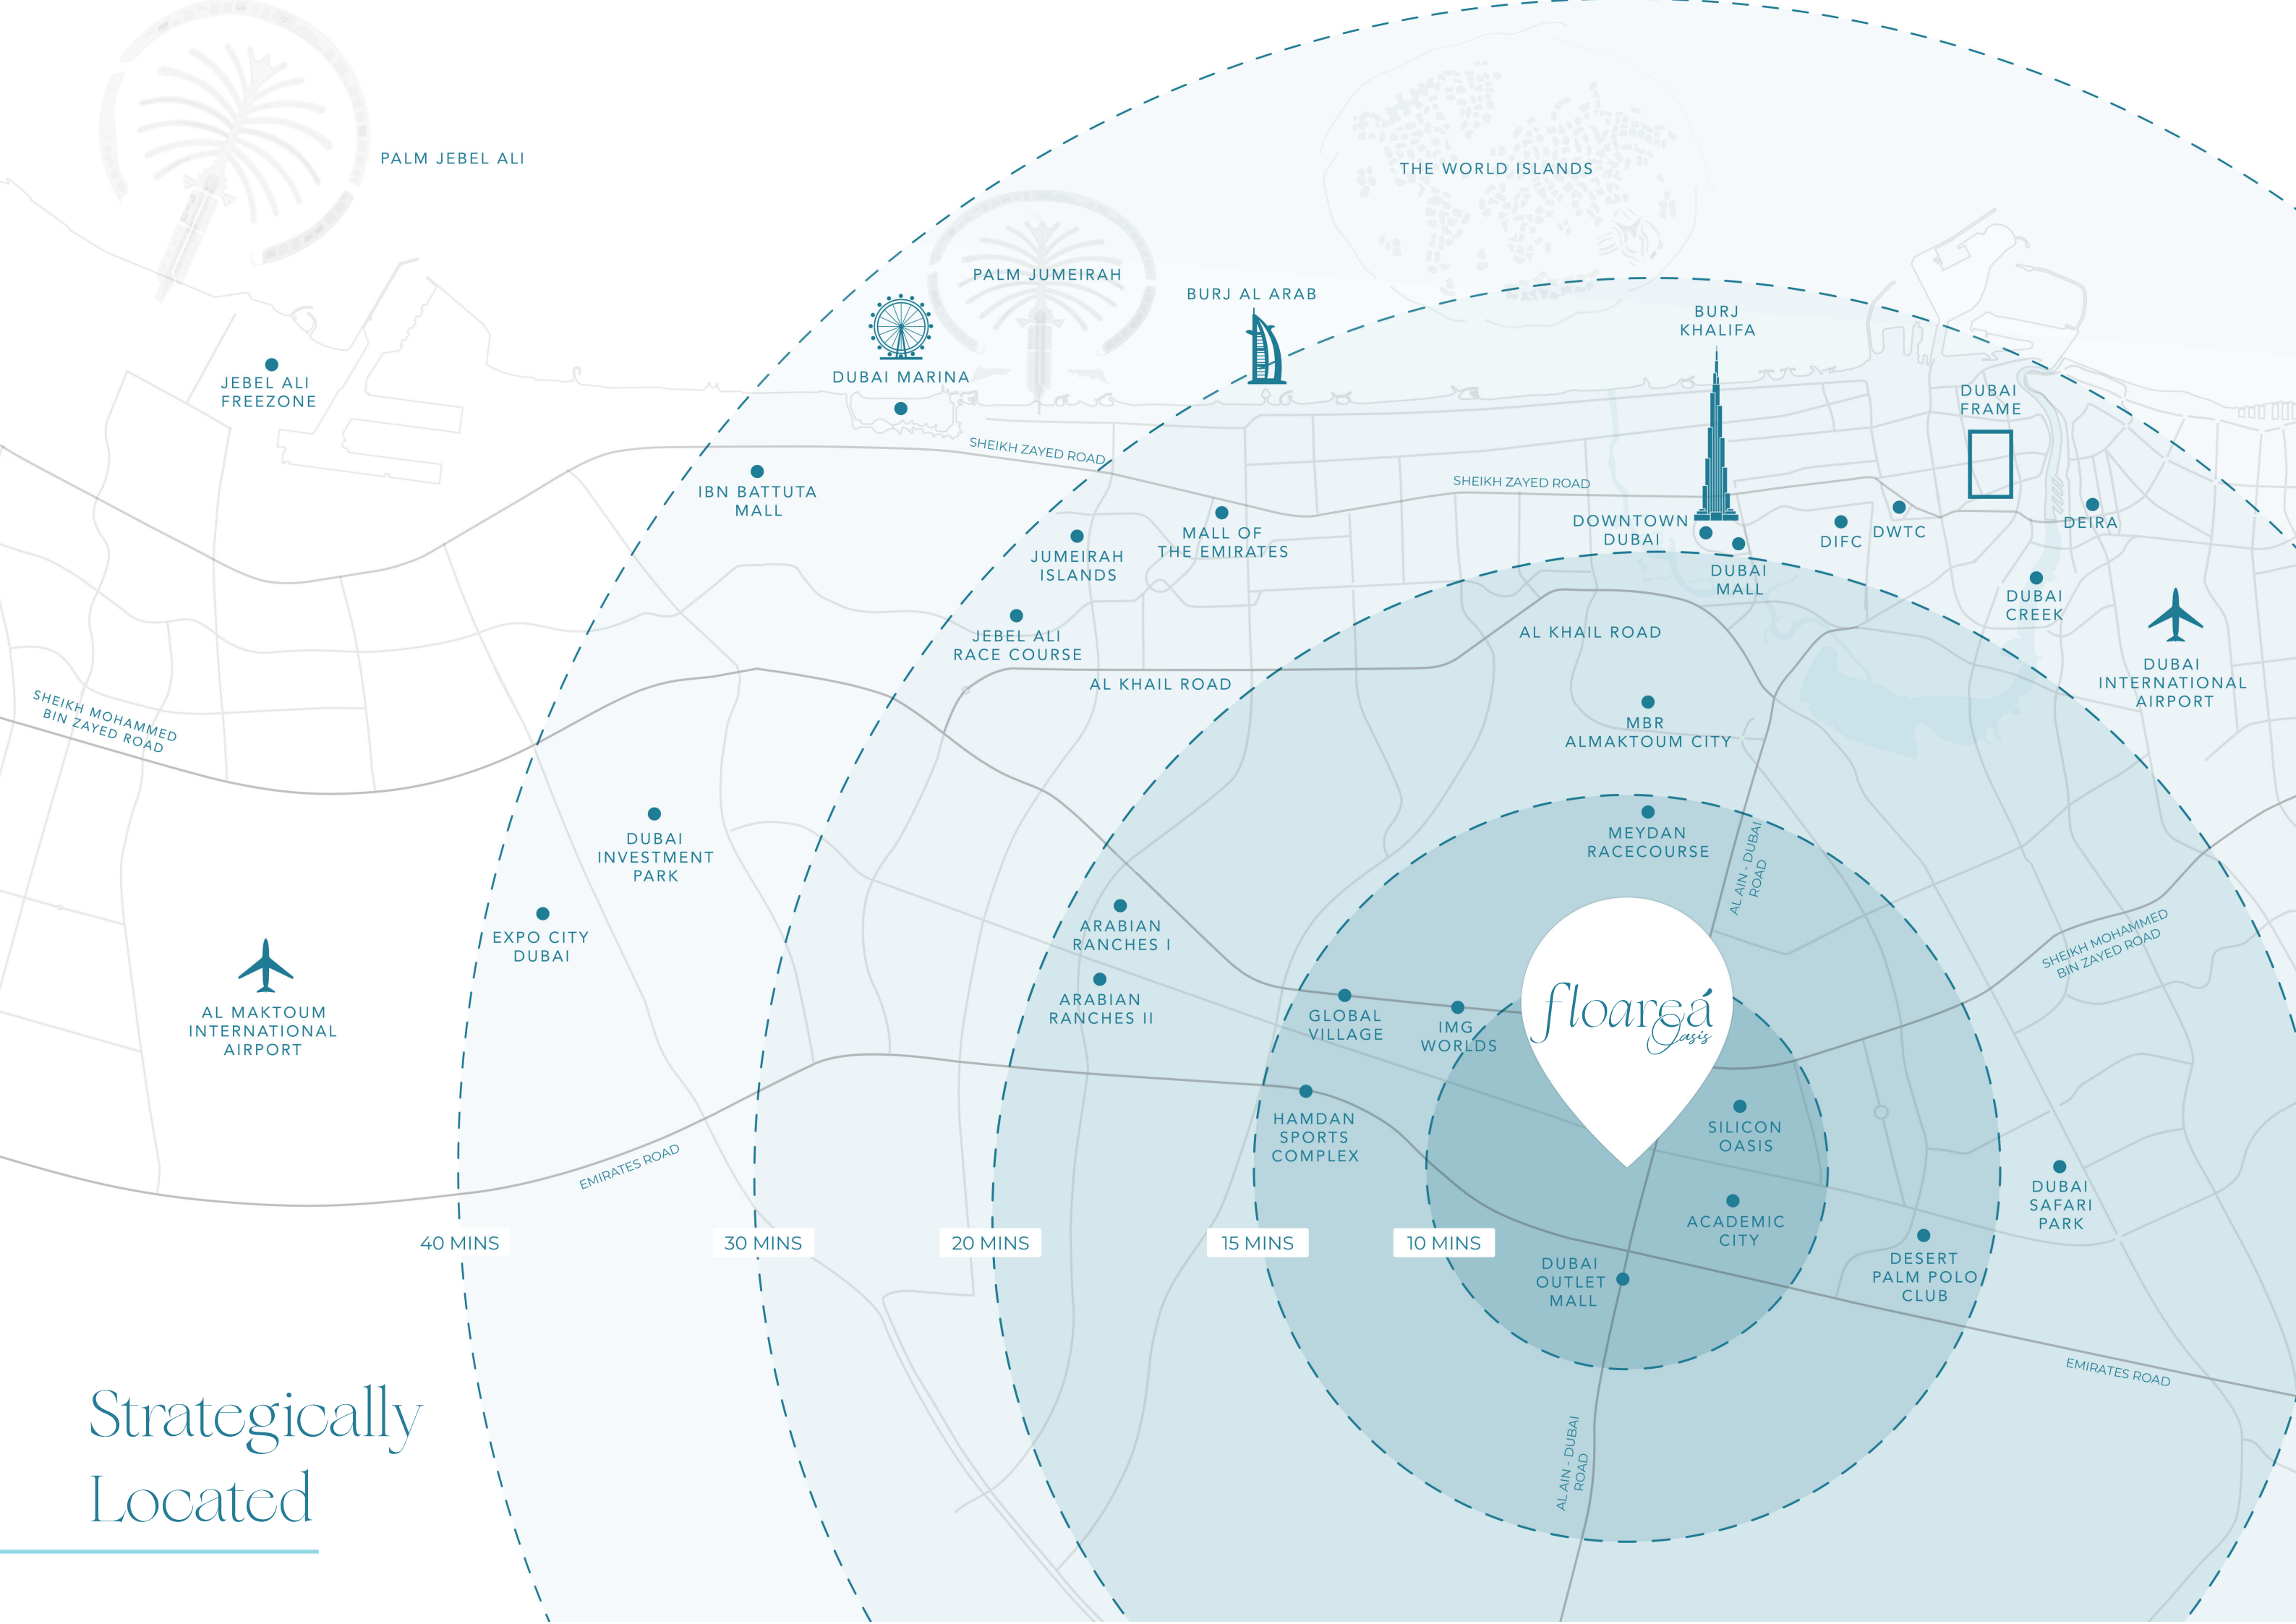 PALM JEBEL ALI
THE WORLD ISLANDS
PALM JUMEIRAH
BURJ AL ARAB
BURJ
KHALIFA
DUBAI MARINA
JEBEL ALI
FREEZONE
DUBAI
FRAME
SHEIKH ZAYED ROAD
SHEIKH ZAYED ROAD
IBN BATTUTA
MALL
MALL OF
THE EMIRATES
JUMEIRAH
ISLANDS
DOWNTOWN
DUBAI
DUBAI
MALL
DIFC
DWTC
DEIRA
DUBAI
CREEK
JEBEL ALI
RACE COURSE
AL KHAIL ROAD
AL KHAIL ROAD
DUBAI
INTERNATIONAL
AIRPORT
SHEIKH MOHAMMED
BIN ZAYED ROAD
MBR
ALMAKTOUM CITY
DUBAI
INVESTMENT
PARK
MEYDAN
RACECOURSE
AL AIN - DUBAI
ROAD
EXPO CITY
DUBAI
ARABIAN
RANCHES I
ARABIAN
RANCHES II
SHEIKH MOHAMMED
BIN ZAYED ROAD
AL MAKTOUM
INTERNATIONAL
AIRPORT
GLOBAL
VILLAGE
IMG
WORLDS
floareá
Oasis
HAMDAN
SPORTS
COMPLEX
SILICON
OASIS
EMIRATES ROAD
ACADEMIC
CITY
DUBAI
SAFARI
PARK
40 MINS
30 MINS
20 MINS
15 MINS
10 MINS
DUBAI
OUTLET
MALL
DESERT
PALM POLO
CLUB
EMIRATES ROAD
AL AIN - DUBAI
ROAD
Strategically
Located